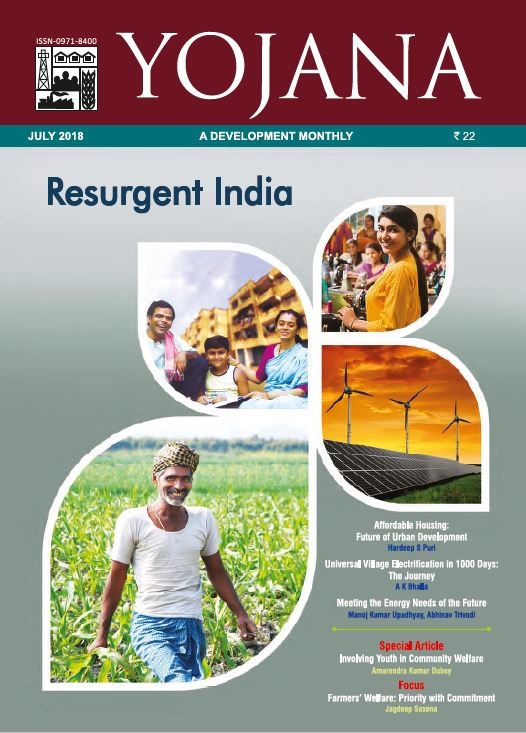 ISSN-0971-8400
YOJANA
JULY 2018
A DEVELOPMENT MONTHLY
₹ 22
Resurgent India
Affordable Housing:
Future of Urban Development
Hardeep S Puri
Universal Village Electrification in 1000 Days:
The Journey
A K Bhalla
Meeting the Energy Needs of the Future
Manoj Kumar Upadhyay, Abhinav Trivedi
Special Article
Involving Youth in Community Welfare
Amarendra Kumar Dubey
Focus
Farmers' Welfare: Priority with Commitment
Jagdeep Saxena